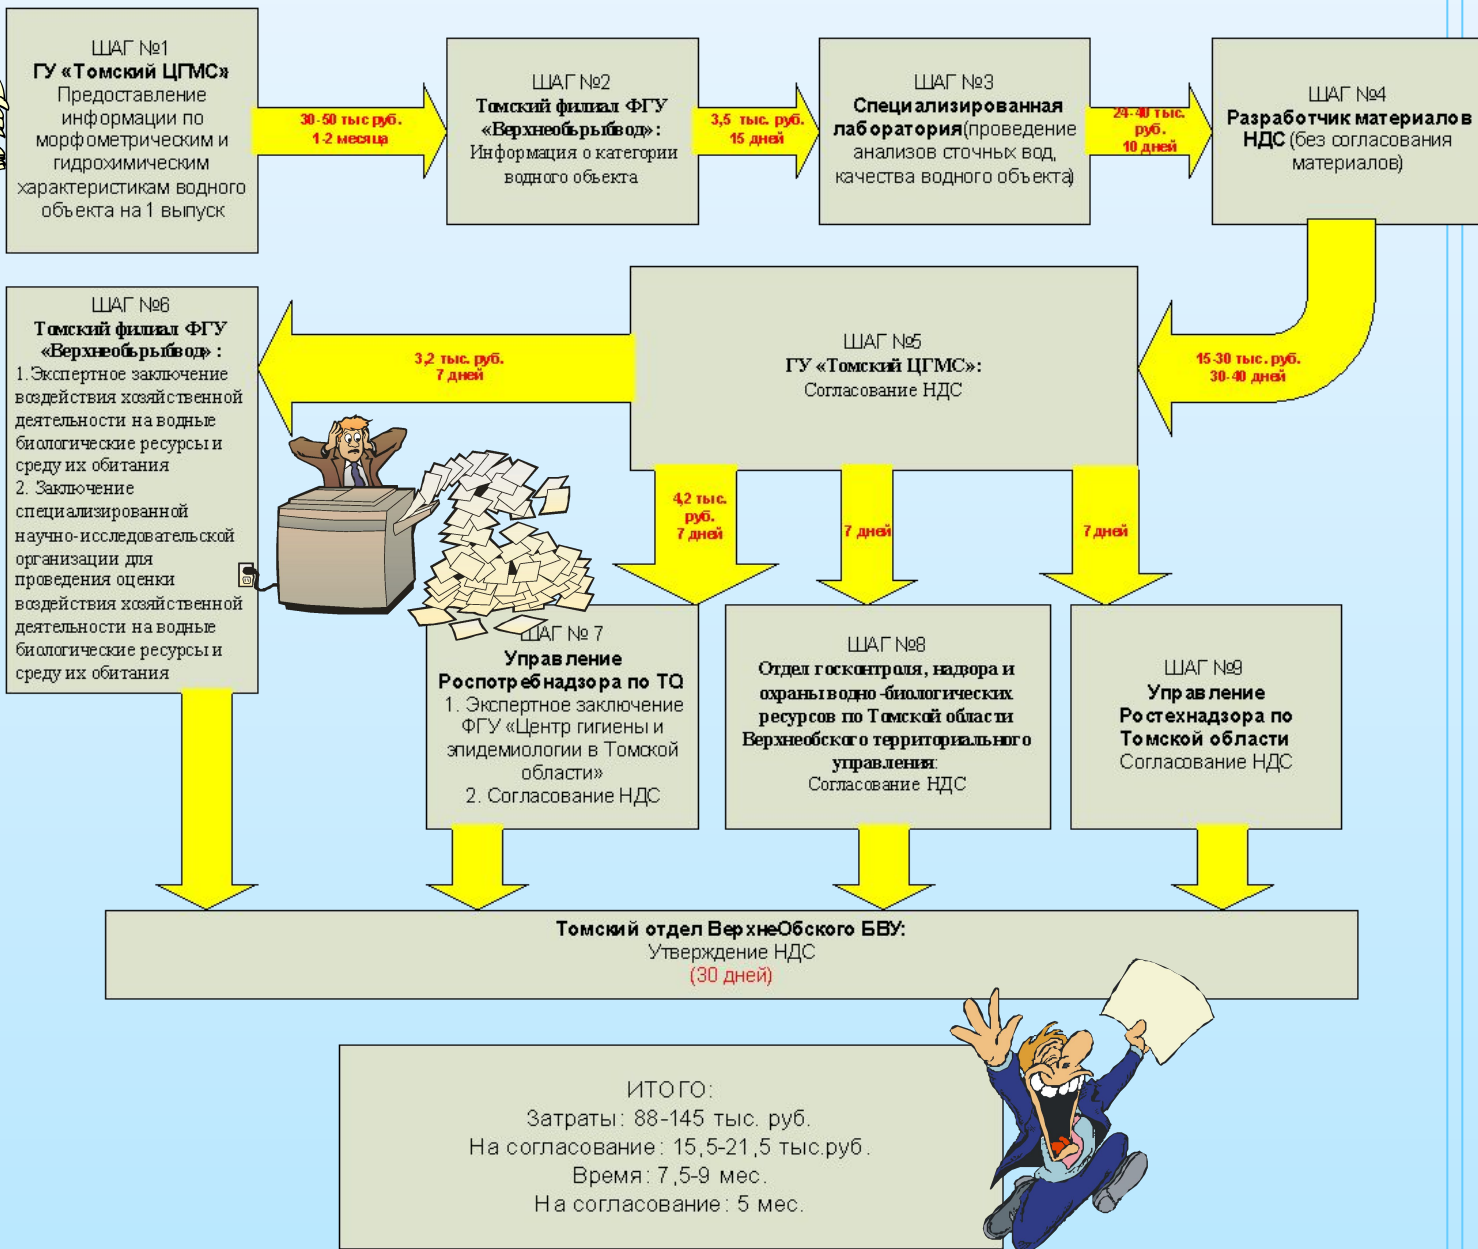 ШАГ №1
ГУ «Томский ЦГМС»
Предоставление
информации по
морфометрическим и
гидрохимическим
характеристикам водного
объекта на 1 выпуск
30-50 тыс руб.
1-2 месяца
ШАГ №2
Томский филиал ФГУ
«Верхнеобьрыбвод»:
Информация о категории
водного объекта
3,5 тыс. руб.
15 дней
ШАГ №3
Специализированная
лаборатория(проведение
анализов сточных вод,
качества водного объекта)
24-40 тыс.
руб.
10 дней
ШАГ №4
Разработчик материалов
НДС (без согласования
материалов)
15-30 тыс. руб.
30-40 дней
ШАГ №5
ГУ «Томский ЦГМС»:
Согласование НДС
3,2 тыс. руб.
7 дней
ШАГ №6
Томский филиал ФГУ
«Верхнеобьрыбвод» :
1.Экспертное заключение
воздействия хозяйственной
деятельности на водные
биологические ресурсы и
среду их обитания
2. Заключение
специализированной
научно-исследовательской
организации для
проведения оценки
воздействия хозяйственной
деятельности на водные
биологические ресурсы и
среду их обитания
4,2 тыс.
руб.
7 дней
7 дней
7 дней
ШАГ № 7
Управление
Роспотребнадзора по ТО
1. Экспертное заключение
ФГУ «Центр гигиены и
эпидемиологии в Томской
области»
2. Согласование НДС
ШАГ №8
Отдел госконтроля, надзора и
охраны водно-биологических
ресурсов по Томской области
Верхнеобского территориального
управления:
Согласование НДС
ШАГ №9
Управление
Ростехнадзора по
Томской области
Согласование НДС
Томский отдел ВерхнеОбского БВУ:
Утверждение НДС
(30 дней)
ИТОГО:
Затраты: 88-145 тыс. руб.
На согласование: 15,5-21,5 тыс.руб.
Время: 7,5-9 мес.
На согласование: 5 мес.